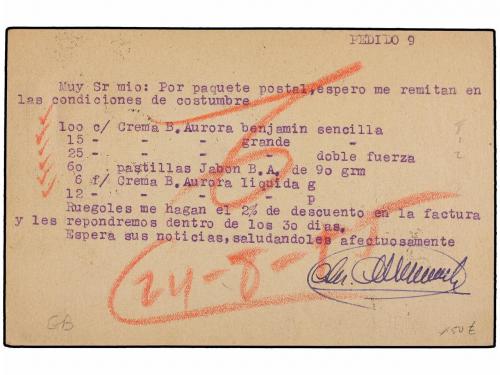 PEDIDO 9
Muy Sr mio: Por paquete postal,espero me remitan en
las condiciones de costumbre
100 c/ Crema B.Aurora benjamin sencilla
15 - " " " grande "
25 - " " " " doble fuerza
60 pastillas Jabon B.A. de 90 grm
6 f/ Crema B.Aurora liquida g
12 - " " " " p
Ruegoles me hagan el 2% de descuento en la factura
y les repondremos dentro de los 30 dias.
Espera sus noticias,saludandoles afectuosamente
GB
150 £